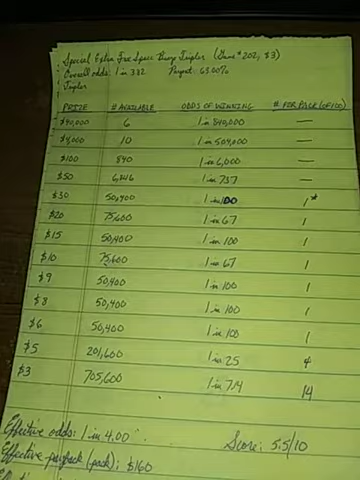 Special Extra Free Space Bingo Tripler (Game # 202, $3)
Overall odds: 1 in 3.32 Payout 63.00%
Tripler
PRIZE # AVAILABLE ODDS OF WINNING # PER PACK (OF 100)
$40,000 6 1 in 840,000 —
$4,000 10 1 in 504,000 —
$100 840 1 in 6,000 —
$50 1 in 737 —
$30 50,400 1 in 100 1*
$20 75,600 1 in 67 1
$15 50,400 1 in 100 1
$10 75,600 1 in 67 1
$9 50,400 1 in 100 1
$8 50,400 1 in 100 1
$6 50,400 1 in 100 1
$5 201,600 1 in 25 4
$3 705,600 1 in 7.14 14
Effective odds: 1 in 4.00 Score: 5.5/10
Effective payback (pack): $160